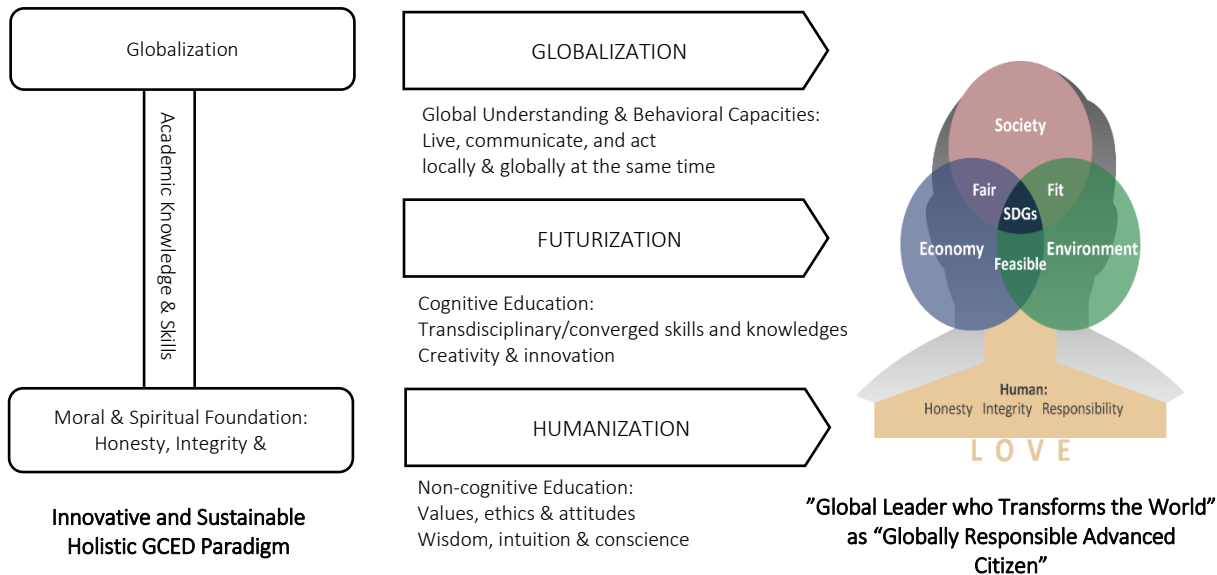 Globalization
Academic Knowledge & Skills
Moral & Spiritual Foundation:
Honesty, Integrity &
Innovative and Sustainable
Holistic GCED Paradigm
GLOBALIZATION
Global Understanding & Behavioral Capacities:
Live, communicate, and act
locally & globally at the same time
FUTURIZATION
Cognitive Education:
Transdisciplinary/converged skills and knowledges
Creativity & innovation
HUMANIZATION
Non-cognitive Education:
Values, ethics & attitudes
Wisdom, intuition & conscience
Society
Fair
Fit
SDGs
Economy
Environment
Feasible
Human:
Honesty Integrity Responsibility
LOVE
”Global Leader who Transforms the World”
as “Globally Responsible Advanced
Citizen”